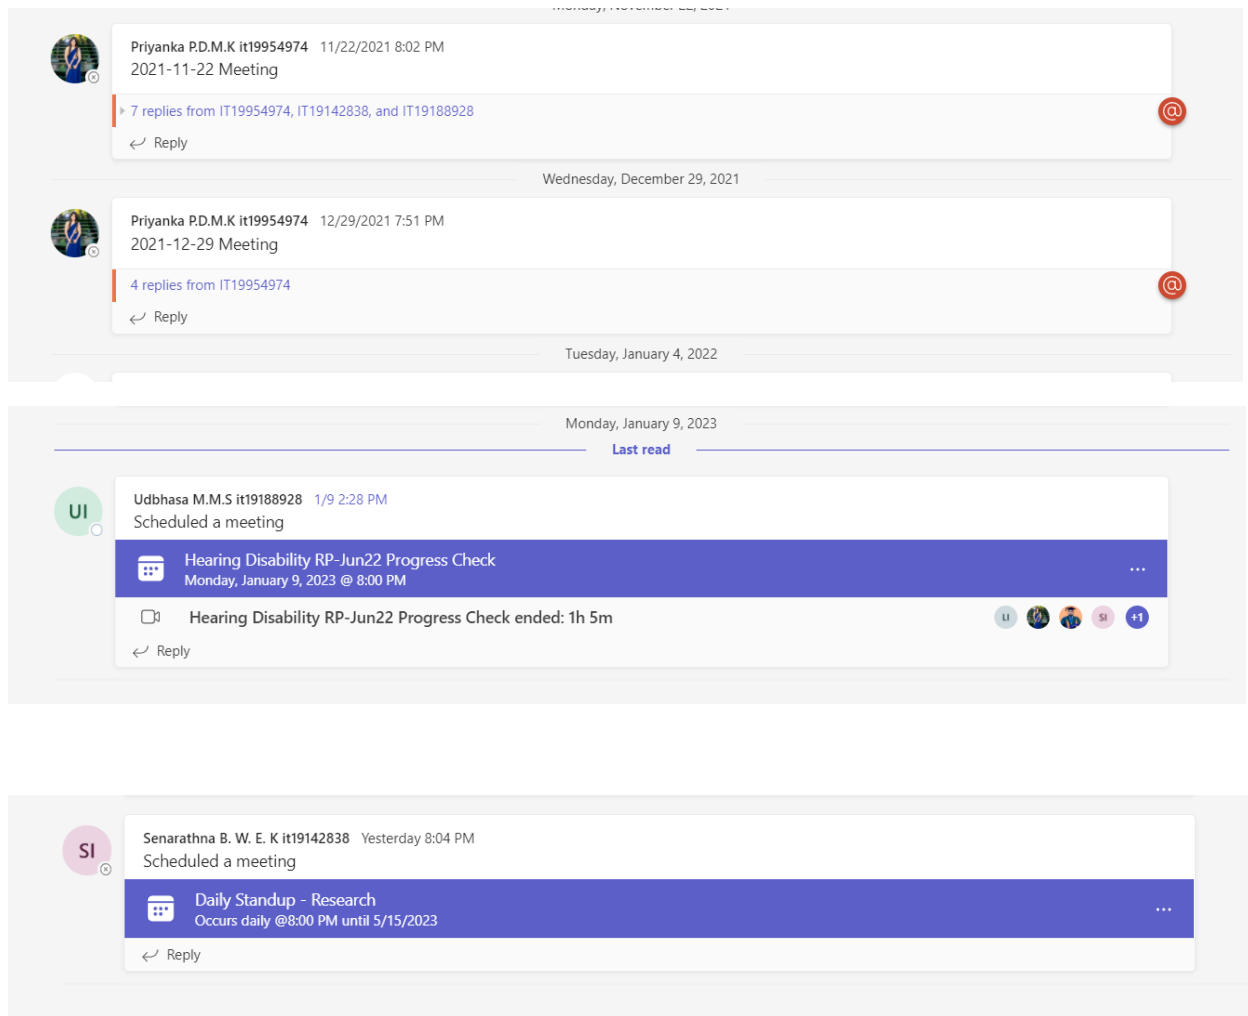 Monday, November 22, 2021
Priyanka P.D.M.K it19954974 11/22/2021 8:02 PM
2021-11-22 Meeting
7 replies from IT19954974, IT19142838, and IT19188928
@
Reply
Wednesday, December 29, 2021
Priyanka P.D.M.K it19954974 12/29/2021 7:51 PM
2021-12-29 Meeting
4 replies from IT19954974
@
Reply
Tuesday, January 4, 2022
Monday, January 9, 2023
Last read
UI
Udbhasa M.M.S it19188928 1/9 2:28 PM
Scheduled a meeting
Hearing Disability RP-Jun22 Progress Check
Monday, January 9, 2023 @ 8:00 PM
...
Hearing Disability RP-Jun22 Progress Check ended: 1h 5m
SI +1
Reply
SI
Senarathna B. W. E. K it19142838 Yesterday 8:04 PM
Scheduled a meeting
Daily Standup - Research
Occurs daily @8:00 PM until 5/15/2023
...
Reply